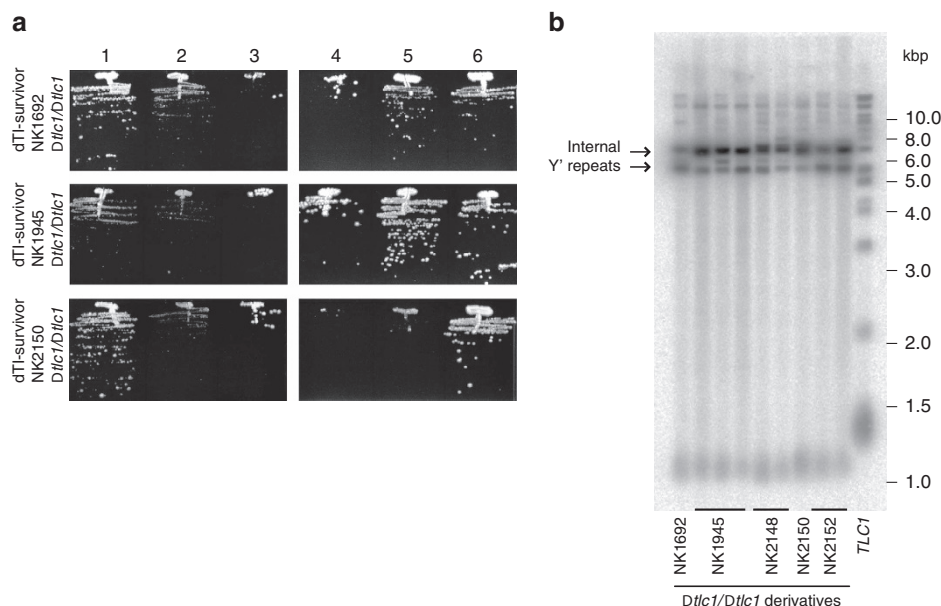 a
1 2 3 4 5 6
dTI-survivor
NK1692
Dtlc1/Dtlc1
dTI-survivor
NK1945
Dtlc1/Dtlc1
dTI-survivor
NK2150
Dtlc1/Dtlc1
b
kbp
Internal
Y' repeats
10.0
8.0
6.0
5.0
4.0
3.0
2.0
1.5
1.0
NK1692
NK1945
NK2148
NK2150
NK2152
TLC1
Dtlc1/Dtlc1 derivatives